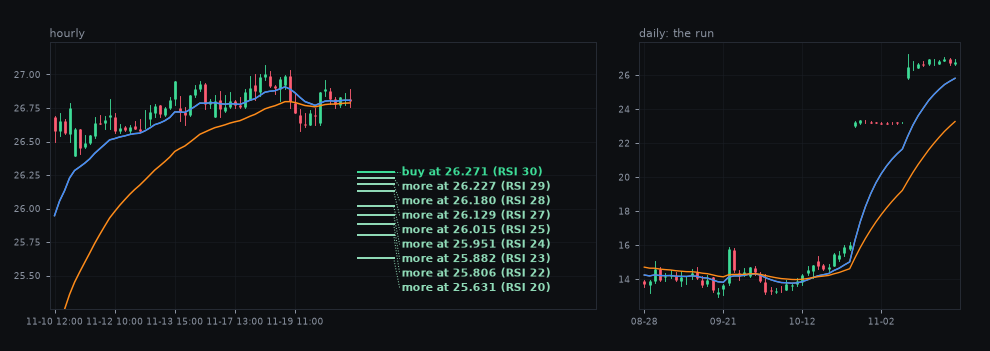 hourly
27.00
26.75
26.50
26.25
26.00
25.75
25.50
11-10 12:00
11-12 10:00
11-13 15:00
11-17 13:00
11-19 11:00
buy at 26.271 (RSI 30)
more at 26.227 (RSI 29)
more at 26.180 (RSI 28)
more at 26.129 (RSI 27)
more at 26.015 (RSI 25)
more at 25.951 (RSI 24)
more at 25.882 (RSI 23)
more at 25.806 (RSI 22)
more at 25.631 (RSI 20)
daily: the run
26
24
22
20
18
16
14
08-28
09-21
10-12
11-02